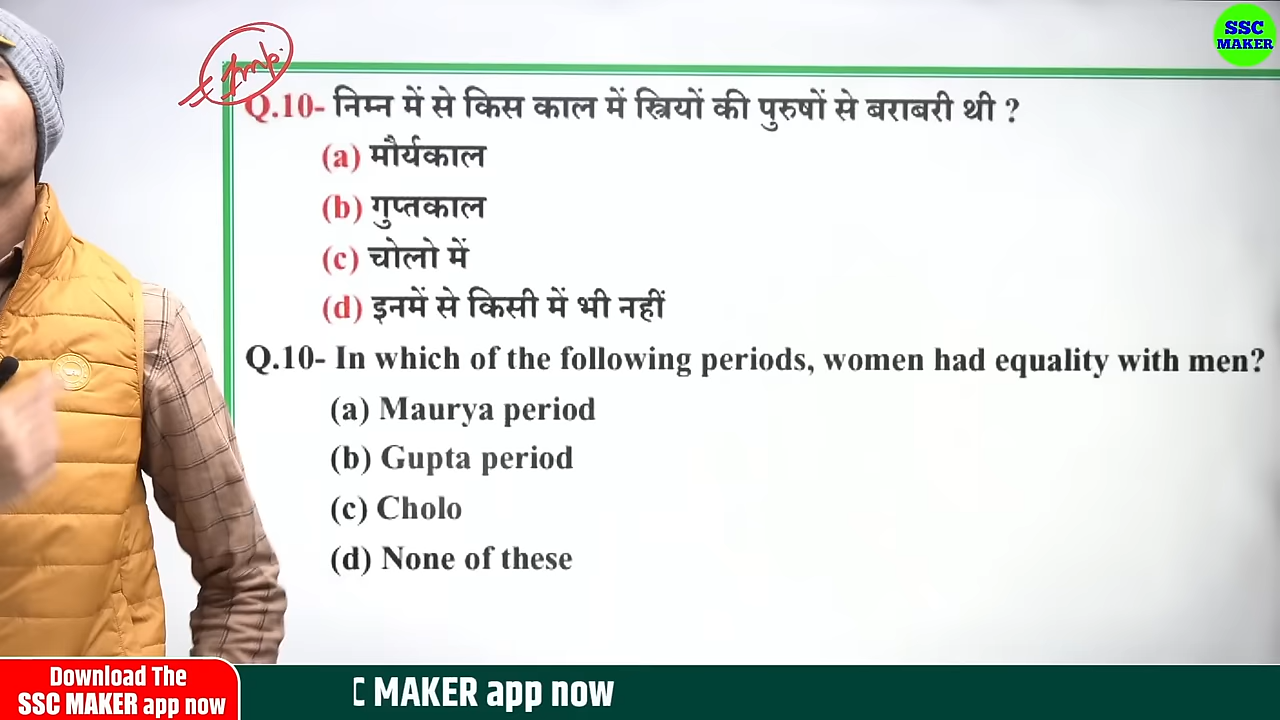 SSC
MAKER
Imp.
Q.10- निम्न में से किस काल में स्त्रियों की पुरुषों से बराबरी थी ?
(a) मौर्यकाल
(b) गुप्तकाल
(c) चोलो में
(d) इनमें से किसी में भी नहीं
Q.10- In which of the following periods, women had equality with men?
(a) Maurya period
(b) Gupta period
(c) Cholo
(d) None of these
Download The
SSC MAKER app now
C MAKER app now